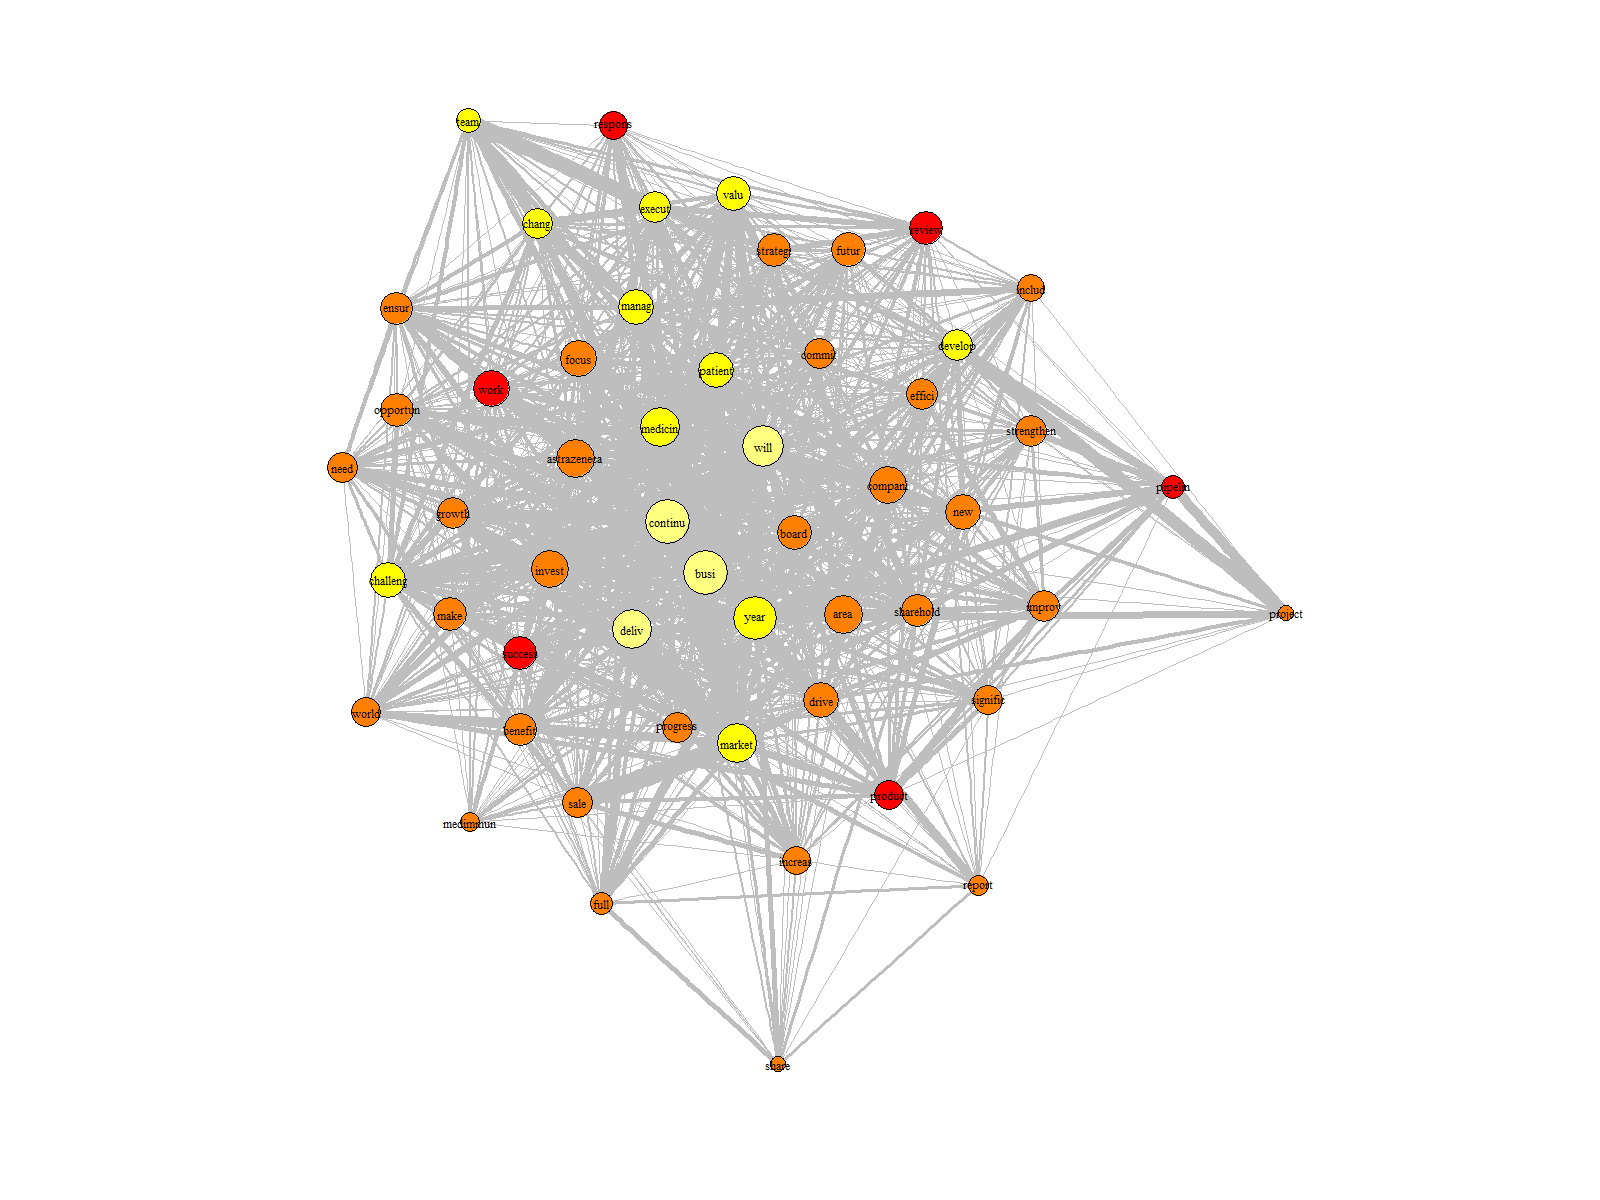 team
respons
valu
execut
chang
review
strategi
futur
includ
manag
ensur
develop
commit
focus
patient
work
effici
opportun
medicin
strengthen
will
astrazeneca
need
compani
pipelin
growth
new
continu
board
invest
busi
challeng
improv
sharehold
project
area
make
year
deliv
success
signific
drive
world
progress
benefit
market
product
sale
medimmun
increas
report
full
share